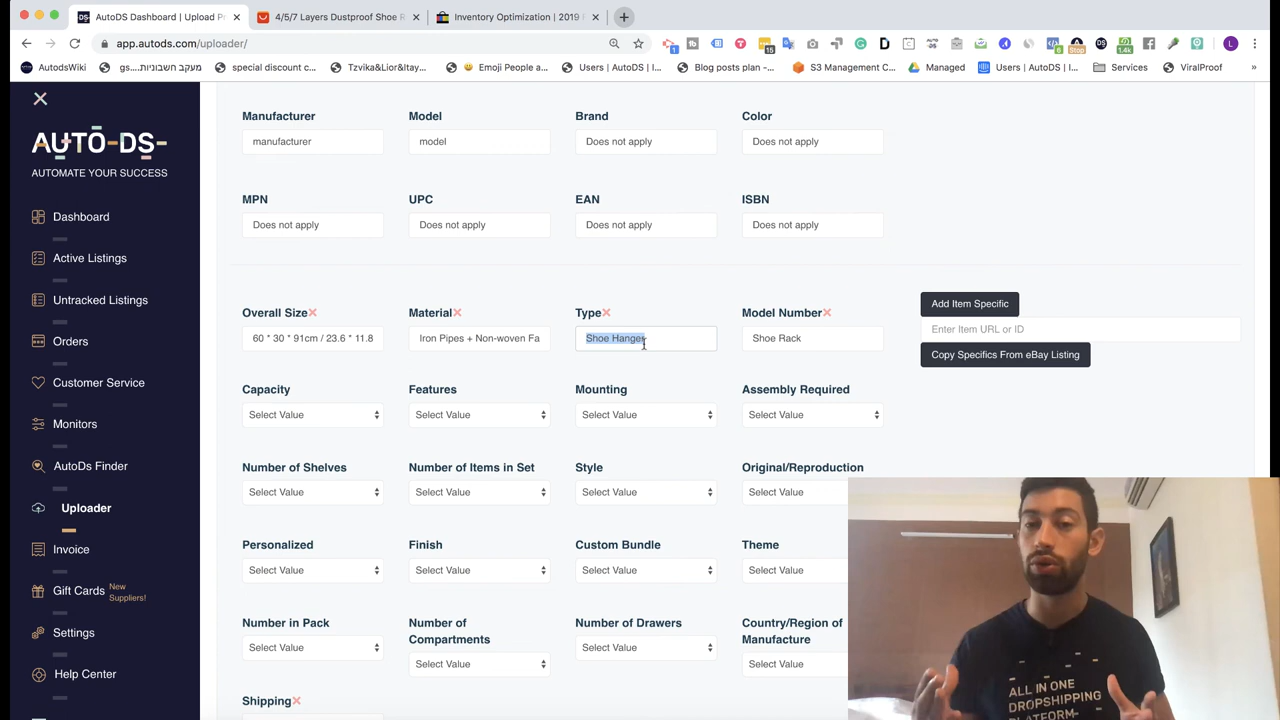 AutoDS Dashboard | Upload Pr
4/5/7 Layers Dustproof Shoe R
Inventory Optimization | 2019 E
app.autods.com/uploader/
AutodsWiki
gs....מעקב חשבוניות
special discount c...
Tzvika&Lior&Itay...
Emoji People a...
Users | AutoDS | I...
Blog posts plan -...
S3 Management C...
Managed
Users | AutoDS | I...
Services
ViralProof
»
AUTO-DS-
AUTOMATE YOUR SUCCESS
Dashboard
Active Listings
Untracked Listings
Orders
Customer Service
Monitors
AutoDs Finder
Uploader
Invoice
Gift Cards
New
Suppliers!
Settings
Help Center
Manufacturer
Model
Brand
Color
manufacturer
model
Does not apply
Does not apply
MPN
UPC
EAN
ISBN
Does not apply
Does not apply
Does not apply
Does not apply
Overall Size
Material
Type
Model Number
60 * 30 * 91cm / 23.6 * 11.8
Iron Pipes + Non-woven Fa
Shoe Hanger
Shoe Rack
Add Item Specific
Enter Item URL or ID
Copy Specifics From eBay Listing
Capacity
Features
Mounting
Assembly Required
Select Value
Select Value
Select Value
Select Value
Number of Shelves
Number of Items in Set
Style
Original/Reproduction
Select Value
Select Value
Select Value
Select Value
Personalized
Finish
Custom Bundle
Theme
Select Value
Select Value
Select Value
Select Value
Number in Pack
Number of
Compartments
Number of Drawers
Country/Region of
Manufacture
Select Value
Select Value
Select Value
Select Value
Shipping
ALL IN ONE
DROPSHIPPING
PLATFORM